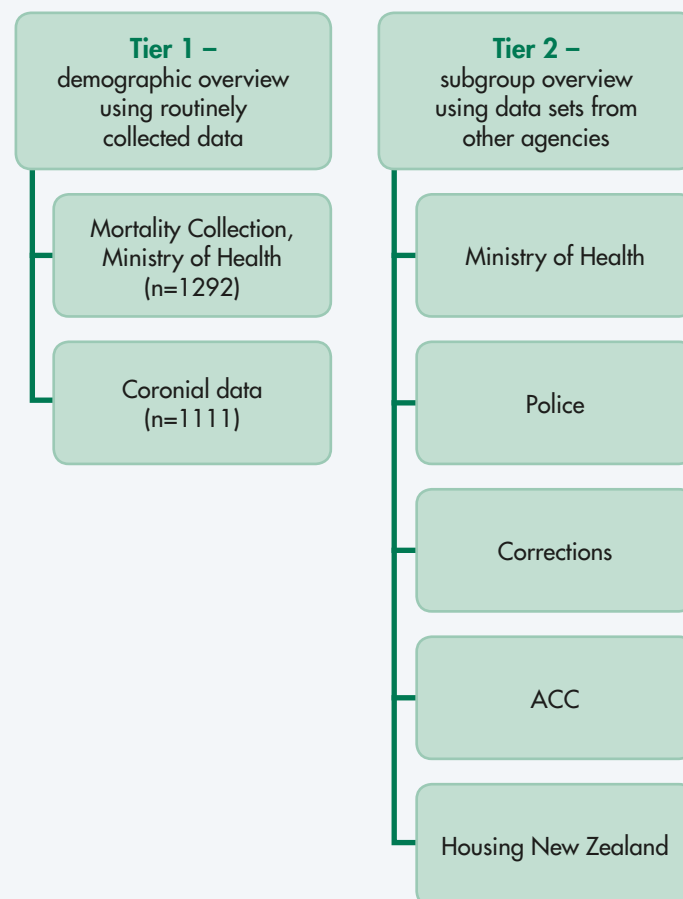 Tier 1 –
demographic overview
using routinely
collected data
Mortality Collection,
Ministry of Health
(n=1292)
Coronial data
(n=1111)
Tier 2 –
subgroup overview
using data sets from
other agencies
Ministry of Health
Police
Corrections
ACC
Housing New Zealand